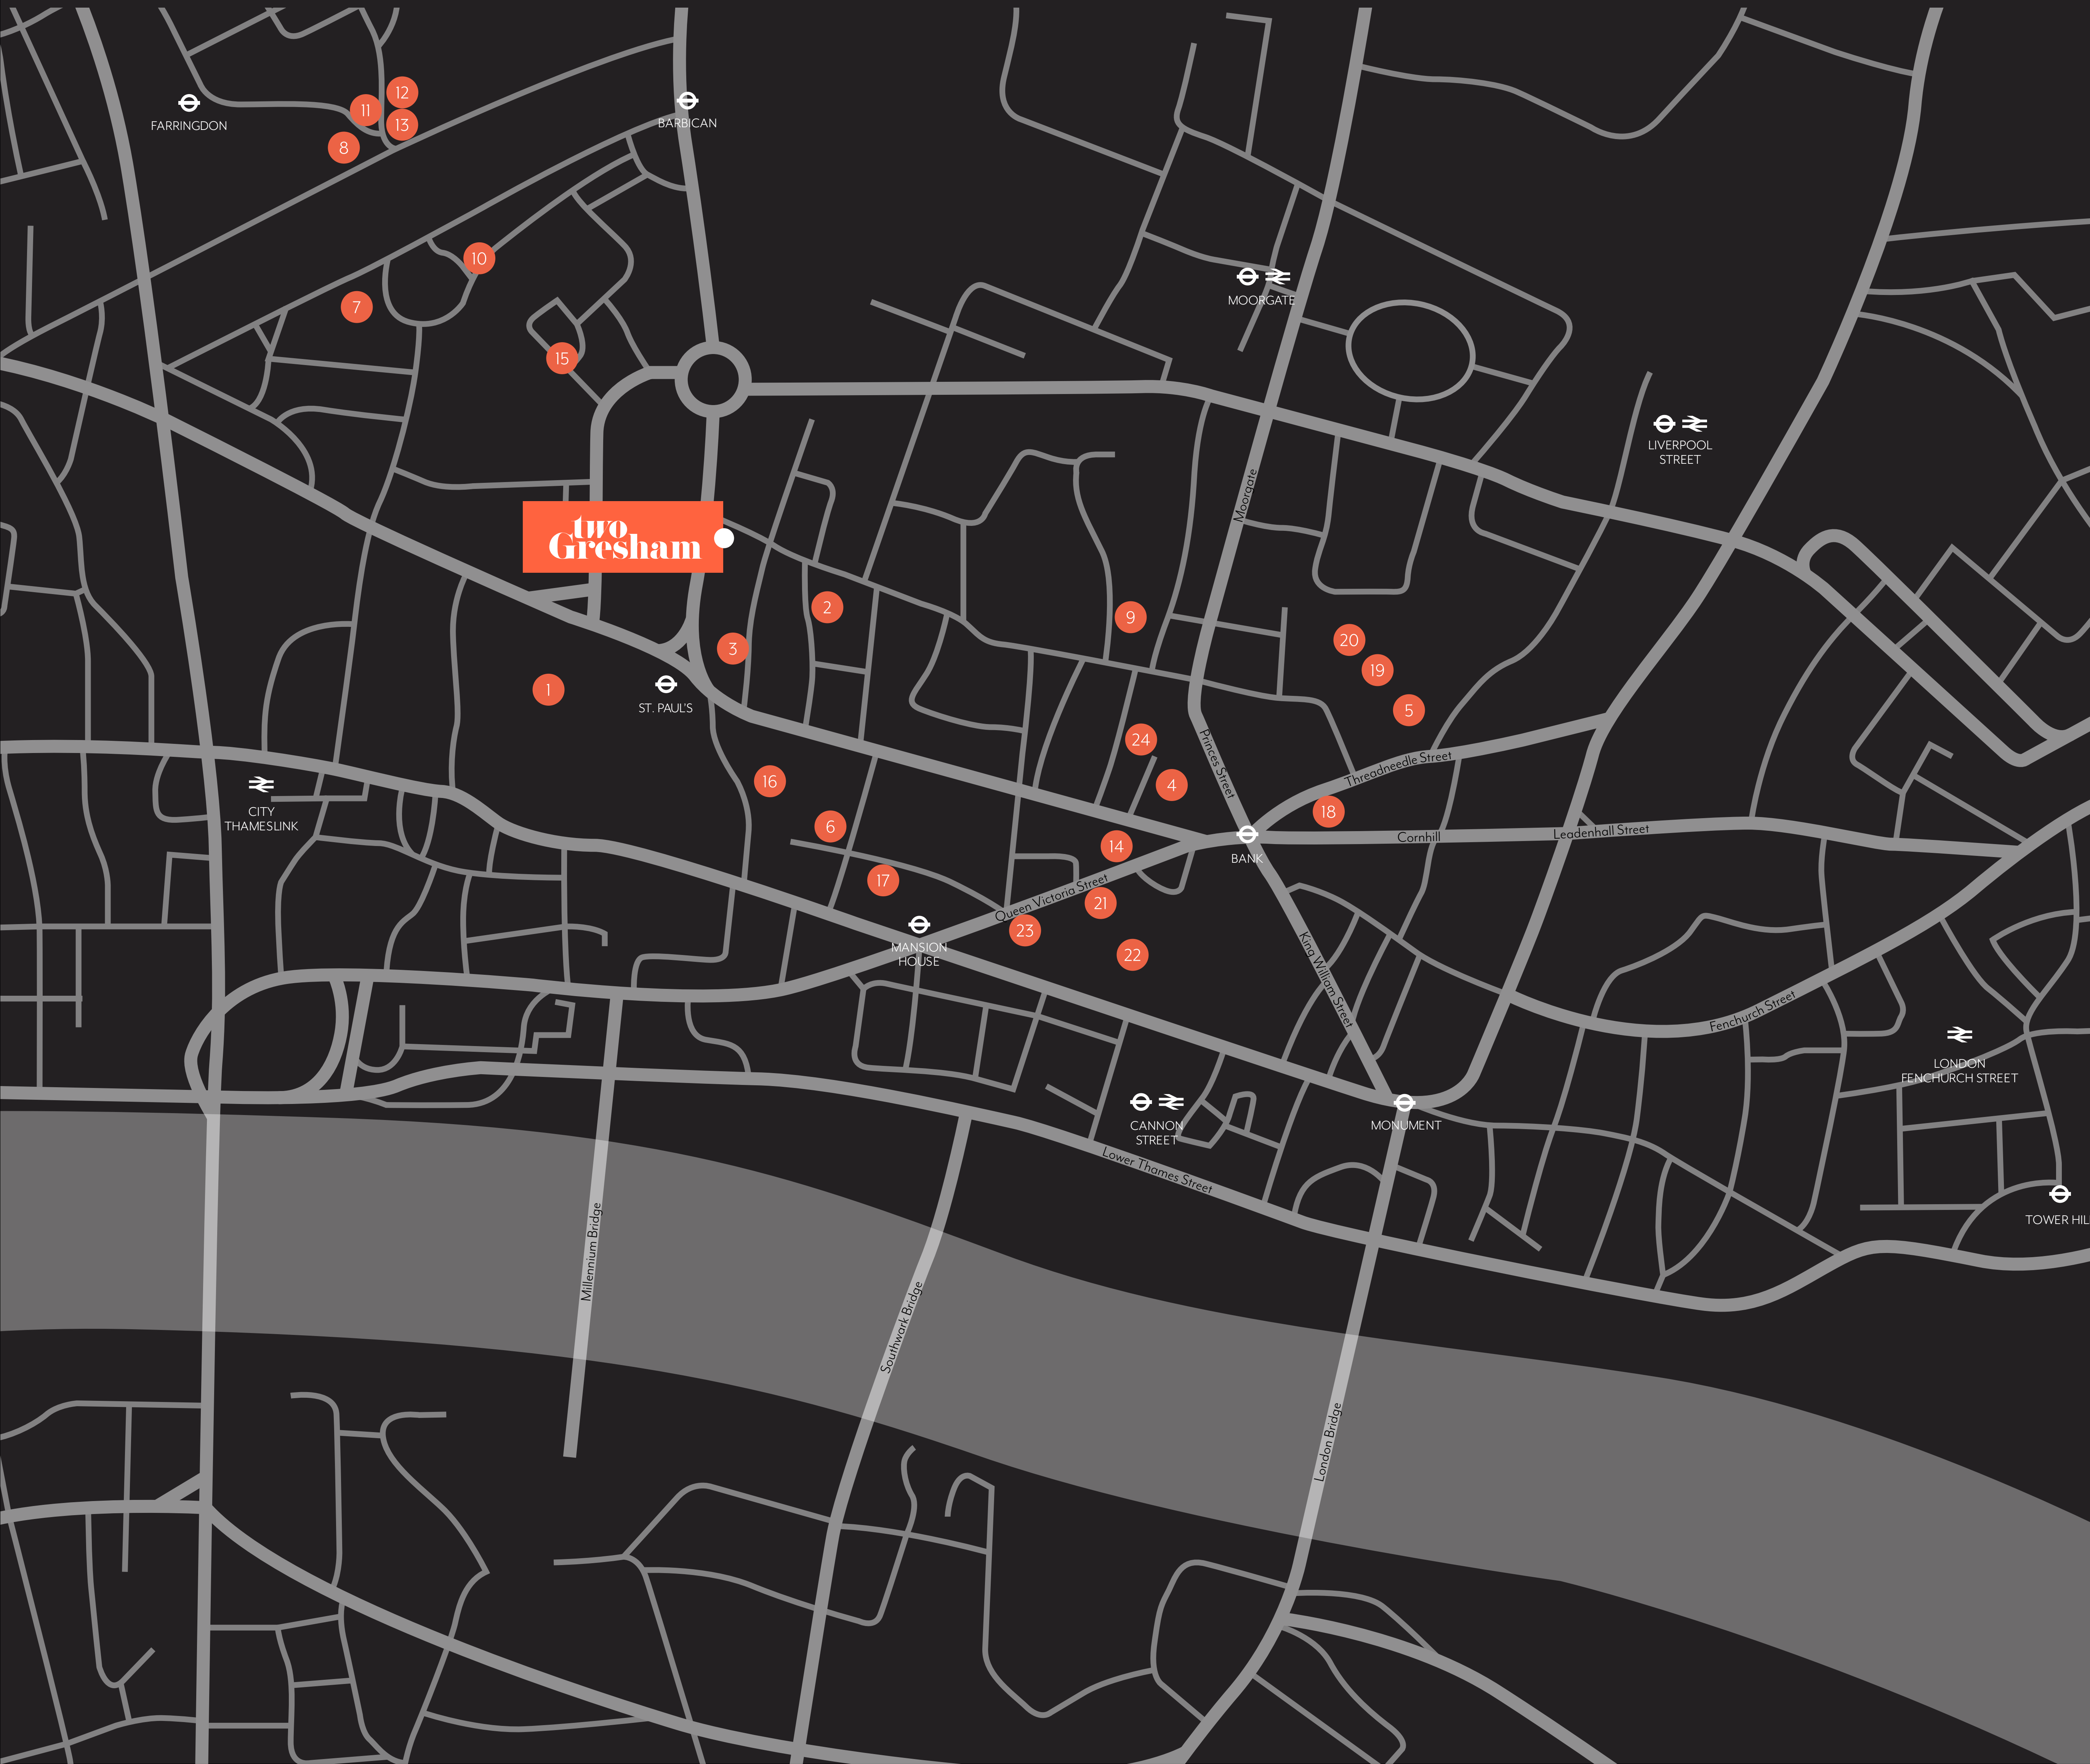 12
11
13
8
FARRINGDON
BARBICAN
10
7
15
MOORGATE
LIVERPOOL
STREET
Moorgate
two
Gresham
2
3
1
ST. PAUL'S
9
20
19
5
24
4
16
6
14
18
17
21
23
22
Princes Street
Threadneedle Street
CITY
THAMESLINK
BANK
Cornhill
Leadenhall Street
Queen Victoria Street
MANSION
HOUSE
King William Street
Fenchurch Street
LONDON
FENCHURCH STREET
CANNON
STREET
MONUMENT
Lower Thames Street
TOWER HIL
Millennium Bridge
Southwark Bridge
London Bridge